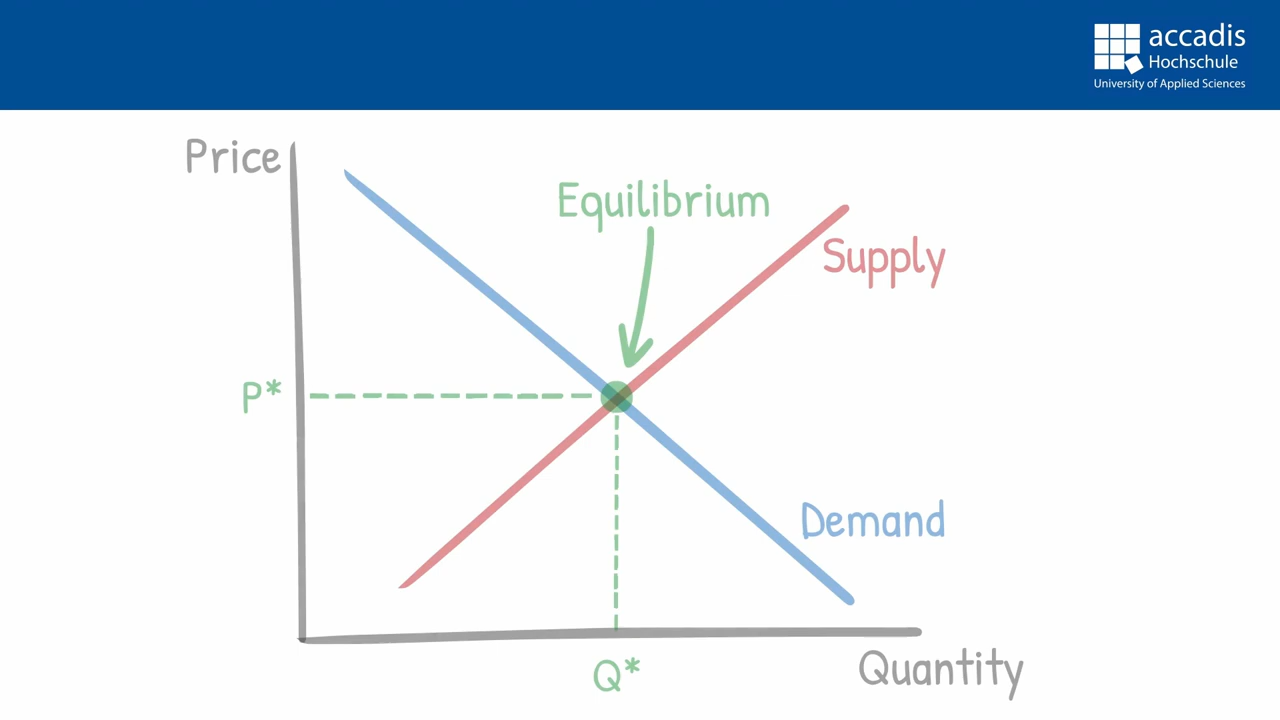 accadis
Hochschule
University of Applied Sciences
Price
Equilibrium
Supply
P*
Demand
Q*
Quantity